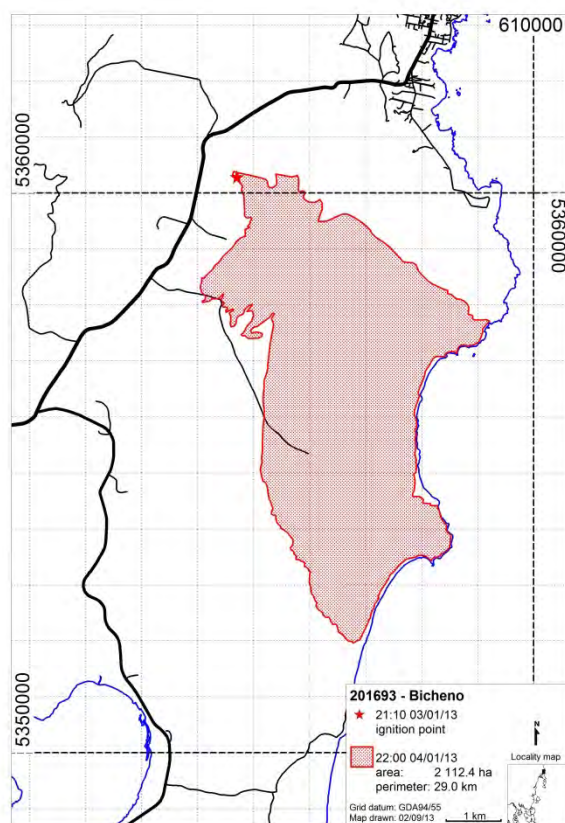 610000
5360000
5360000
5350000
201693 - Bicheno
21:10 03/01/13
ignition point
22:00 04/01/13
area: 2 112.4 ha
perimeter: 29.0 km
N
Locality map
Grid datum: GDA94/55
Map drawn: 02/09/13
1 km